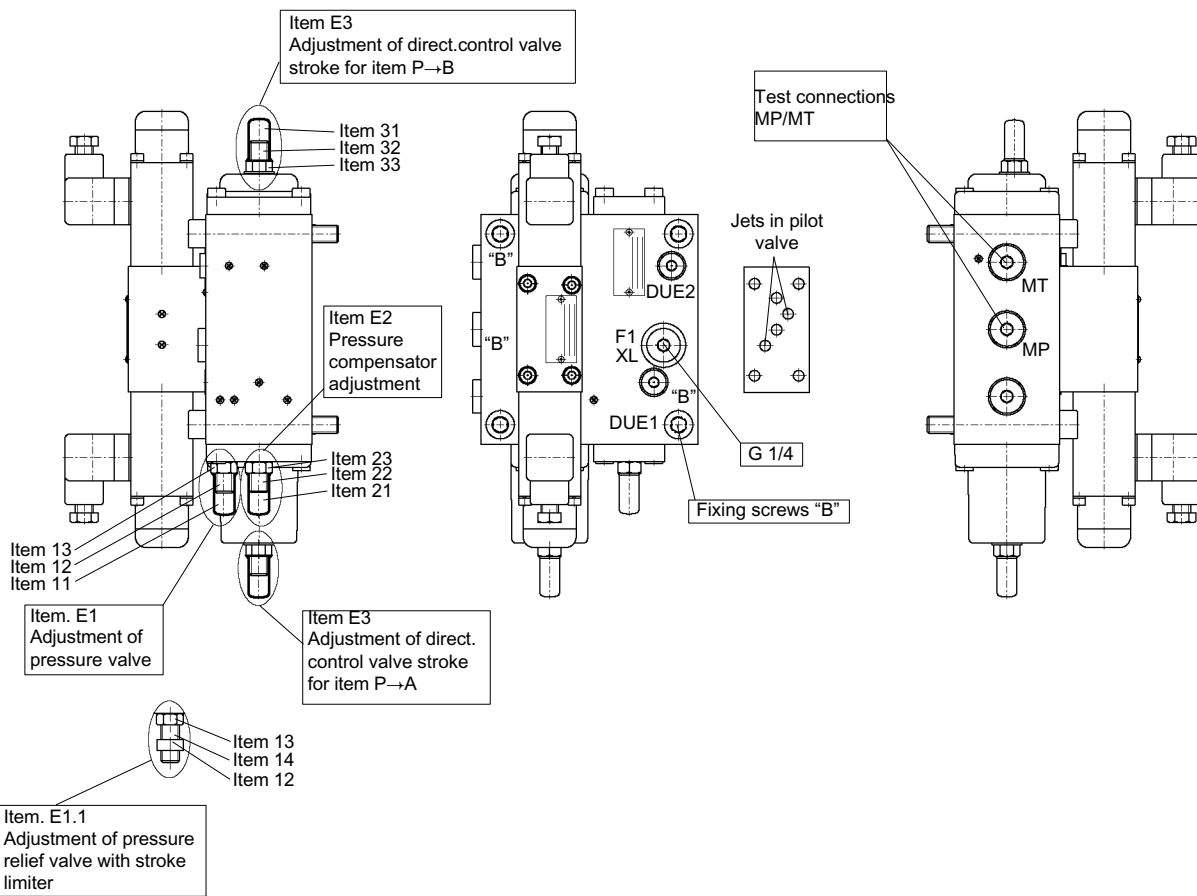 Item E3
Adjustment of direct.control valve
stroke for item P→B
Item 31
Item 32
Item 33
Test connections
MP/MT
Jets in pilot
valve
"B"
DUE2
MT
Item E2
Pressure
compensator
adjustment
F1
XL
"B"
MP
"B"
DUE1
G 1/4
Fixing screws "B"
Item 23
Item 22
Item 21
Item 13
Item 12
Item 11
Item. E1
Adjustment of
pressure valve
Item E3
Adjustment of direct.
control valve stroke
for item P→A
Item 13
Item 14
Item 12
Item. E1.1
Adjustment of pressure
relief valve with stroke
limiter